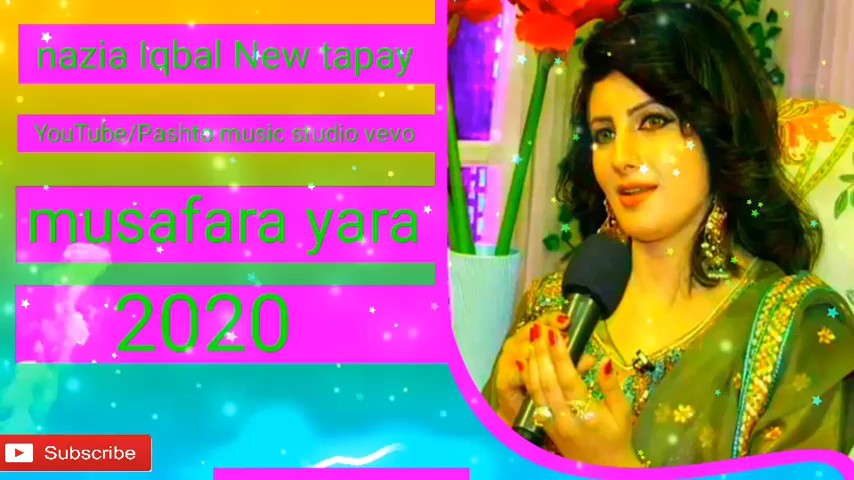 nazia Iqbal New tapay
YouTube/Pashto music studio vevo
musafara yara
2020
Subscribe